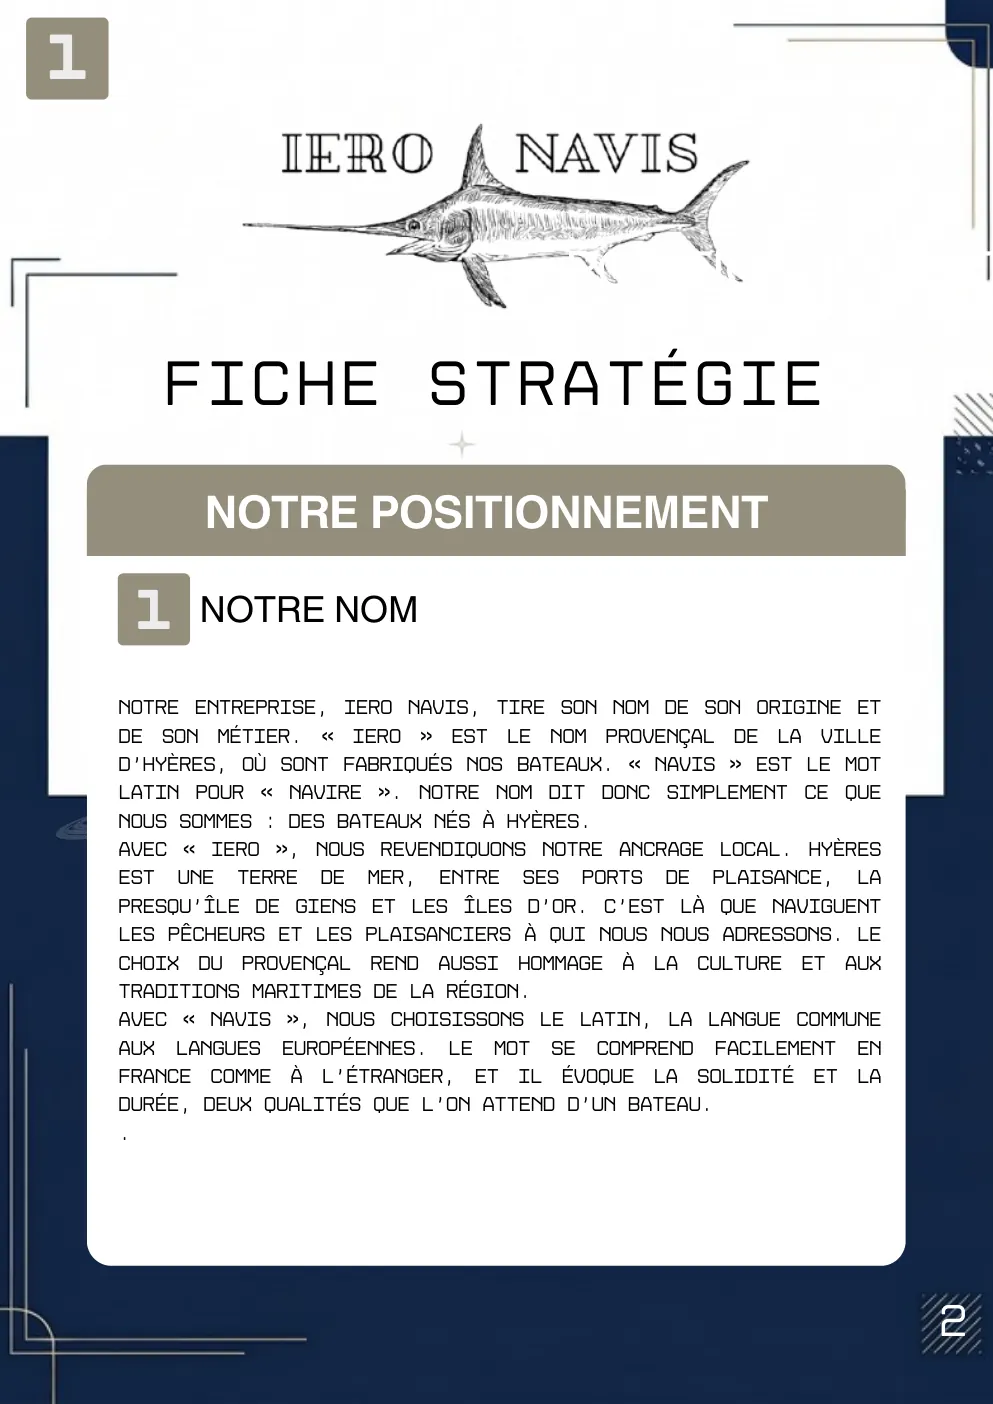 1
IERO NAVIS
FICHE STRATÉGIE
NOTRE POSITIONNEMENT
1 NOTRE NOM
NOTRE ENTREPRISE, IERO NAVIS, TIRE SON NOM DE SON ORIGINE ET
DE SON MÉTIER. « IERO » EST LE NOM PROVENÇAL DE LA VILLE
D'HYÈRES, OÙ SONT FABRIQUÉS NOS BATEAUX. « NAVIS » EST LE MOT
LATIN POUR « NAVIRE ». NOTRE NOM DIT DONC SIMPLEMENT CE QUE
NOUS SOMMES : DES BATEAUX NÉS À HYÈRES.
AVEC « IERO », NOUS REVENDIQUONS NOTRE ANCRAGE LOCAL. HYÈRES
EST UNE TERRE DE MER, ENTRE SES PORTS DE PLAISANCE, LA
PRESQU'ÎLE DE GIENS ET LES ÎLES D'OR. C'EST LÀ QUE NAVIGUENT
LES PÊCHEURS ET LES PLAISANCIERS À QUI NOUS NOUS ADRESSONS. LE
CHOIX DU PROVENÇAL REND AUSSI HOMMAGE À LA CULTURE ET AUX
TRADITIONS MARITIMES DE LA RÉGION.
AVEC « NAVIS », NOUS CHOISISSONS LE LATIN, LA LANGUE COMMUNE
AUX LANGUES EUROPÉENNES. LE MOT SE COMPREND FACILEMENT EN
FRANCE COMME À L'ÉTRANGER, ET IL ÉVOQUE LA SOLIDITÉ ET LA
DURÉE, DEUX QUALITÉS QUE L'ON ATTEND D'UN BATEAU.
.
2